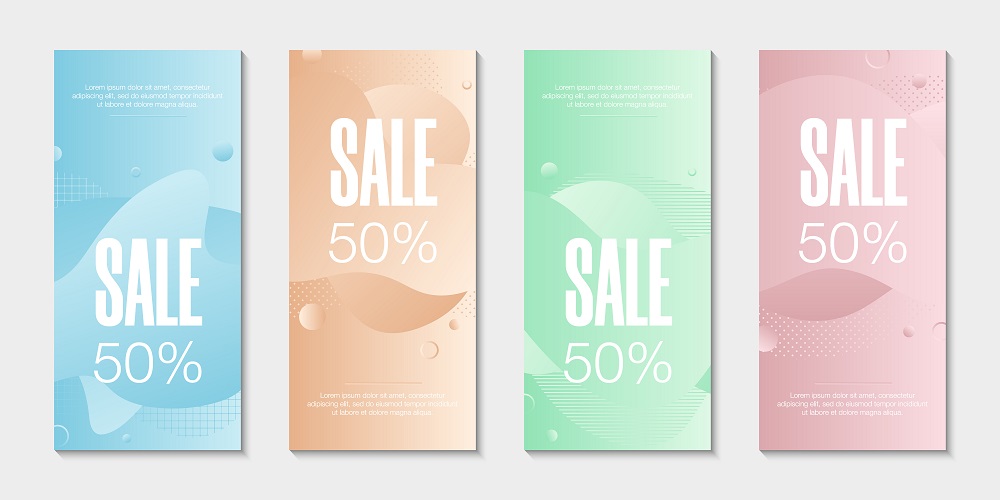 Lorem ipsum dolor sit amet, consectetur
adipiscing elit, sed do eiusmod tempor incididunt
ut labore et dolore magna aliqua.
SALE
50%
SALE
50%
Lorem ipsum dolor sit amet, consectetur
adipiscing elit, sed do eiusmod tempor incididunt
ut labore et dolore magna aliqua.
Lorem ipsum dolor sit amet, consectetur
adipiscing elit, sed do eiusmod tempor incididunt
ut labore et dolore magna aliqua.
SALE
50%
SALE
50%
Lorem ipsum dolor sit amet, consectetur
adipiscing elit, sed do eiusmod tempor incididunt
ut labore et dolore magna aliqua.